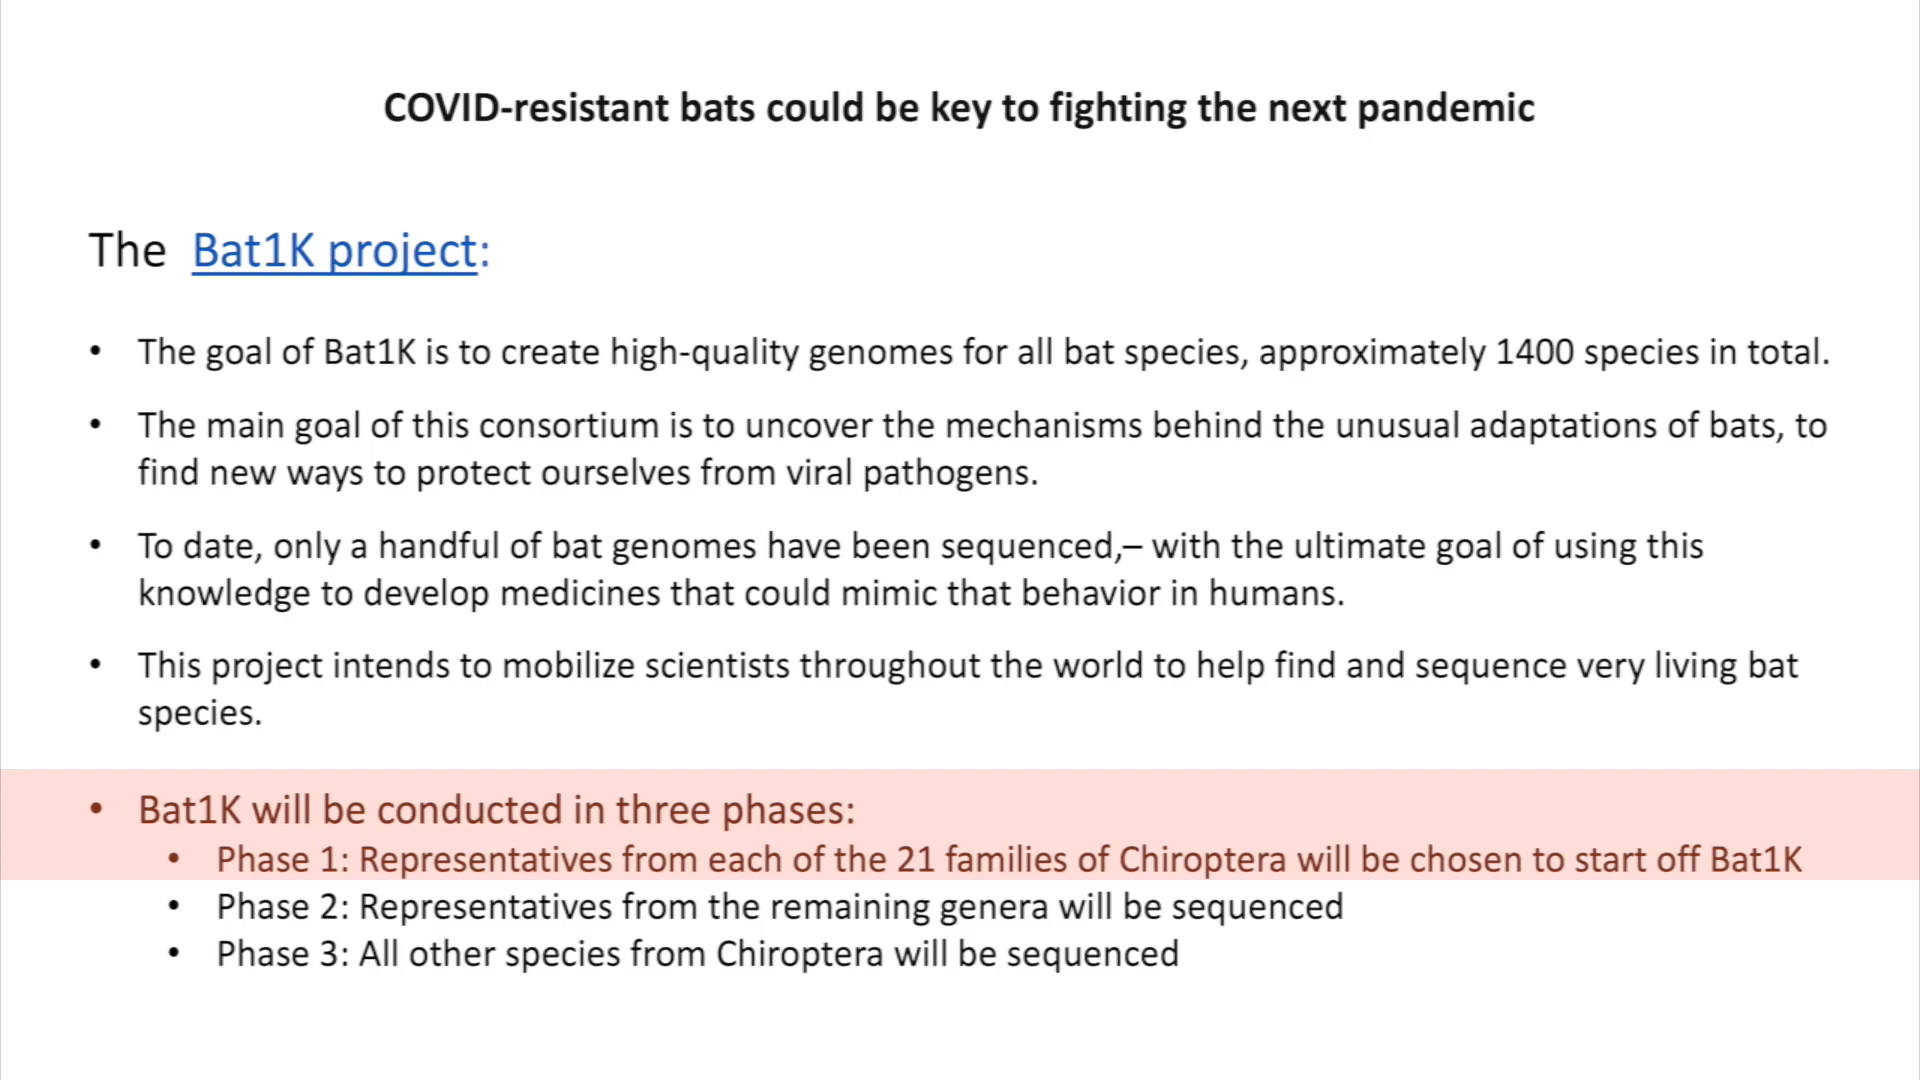 COVID-resistant bats could be key to fighting the next pandemic
The Bat1K project:
• The goal of Bat1K is to create high-quality genomes for all bat species, approximately 1400 species in total.
• The main goal of this consortium is to uncover the mechanisms behind the unusual adaptations of bats, to
find new ways to protect ourselves from viral pathogens.
• To date, only a handful of bat genomes have been sequenced,– with the ultimate goal of using this
knowledge to develop medicines that could mimic that behavior in humans.
• This project intends to mobilize scientists throughout the world to help find and sequence very living bat
species.
• Bat1K will be conducted in three phases:
• Phase 1: Representatives from each of the 21 families of Chiroptera will be chosen to start off Bat1K
• Phase 2: Representatives from the remaining genera will be sequenced
• Phase 3: All other species from Chiroptera will be sequenced